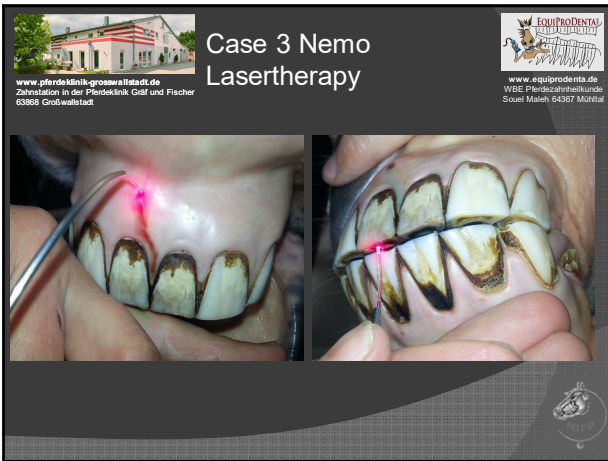 www.pferdeklinik-grosswallstadt.de
Zahnstation in der Pferdeklinik Gräf und Fischer
63868 Großwallstadt
Case 3 Nemo
Lasertherapy
EQUIPRODENTAL
www.equiprodenta.de
WBE Pferdezahnheilkunde
Souel Maleh 64367 Mühltal
IGFP